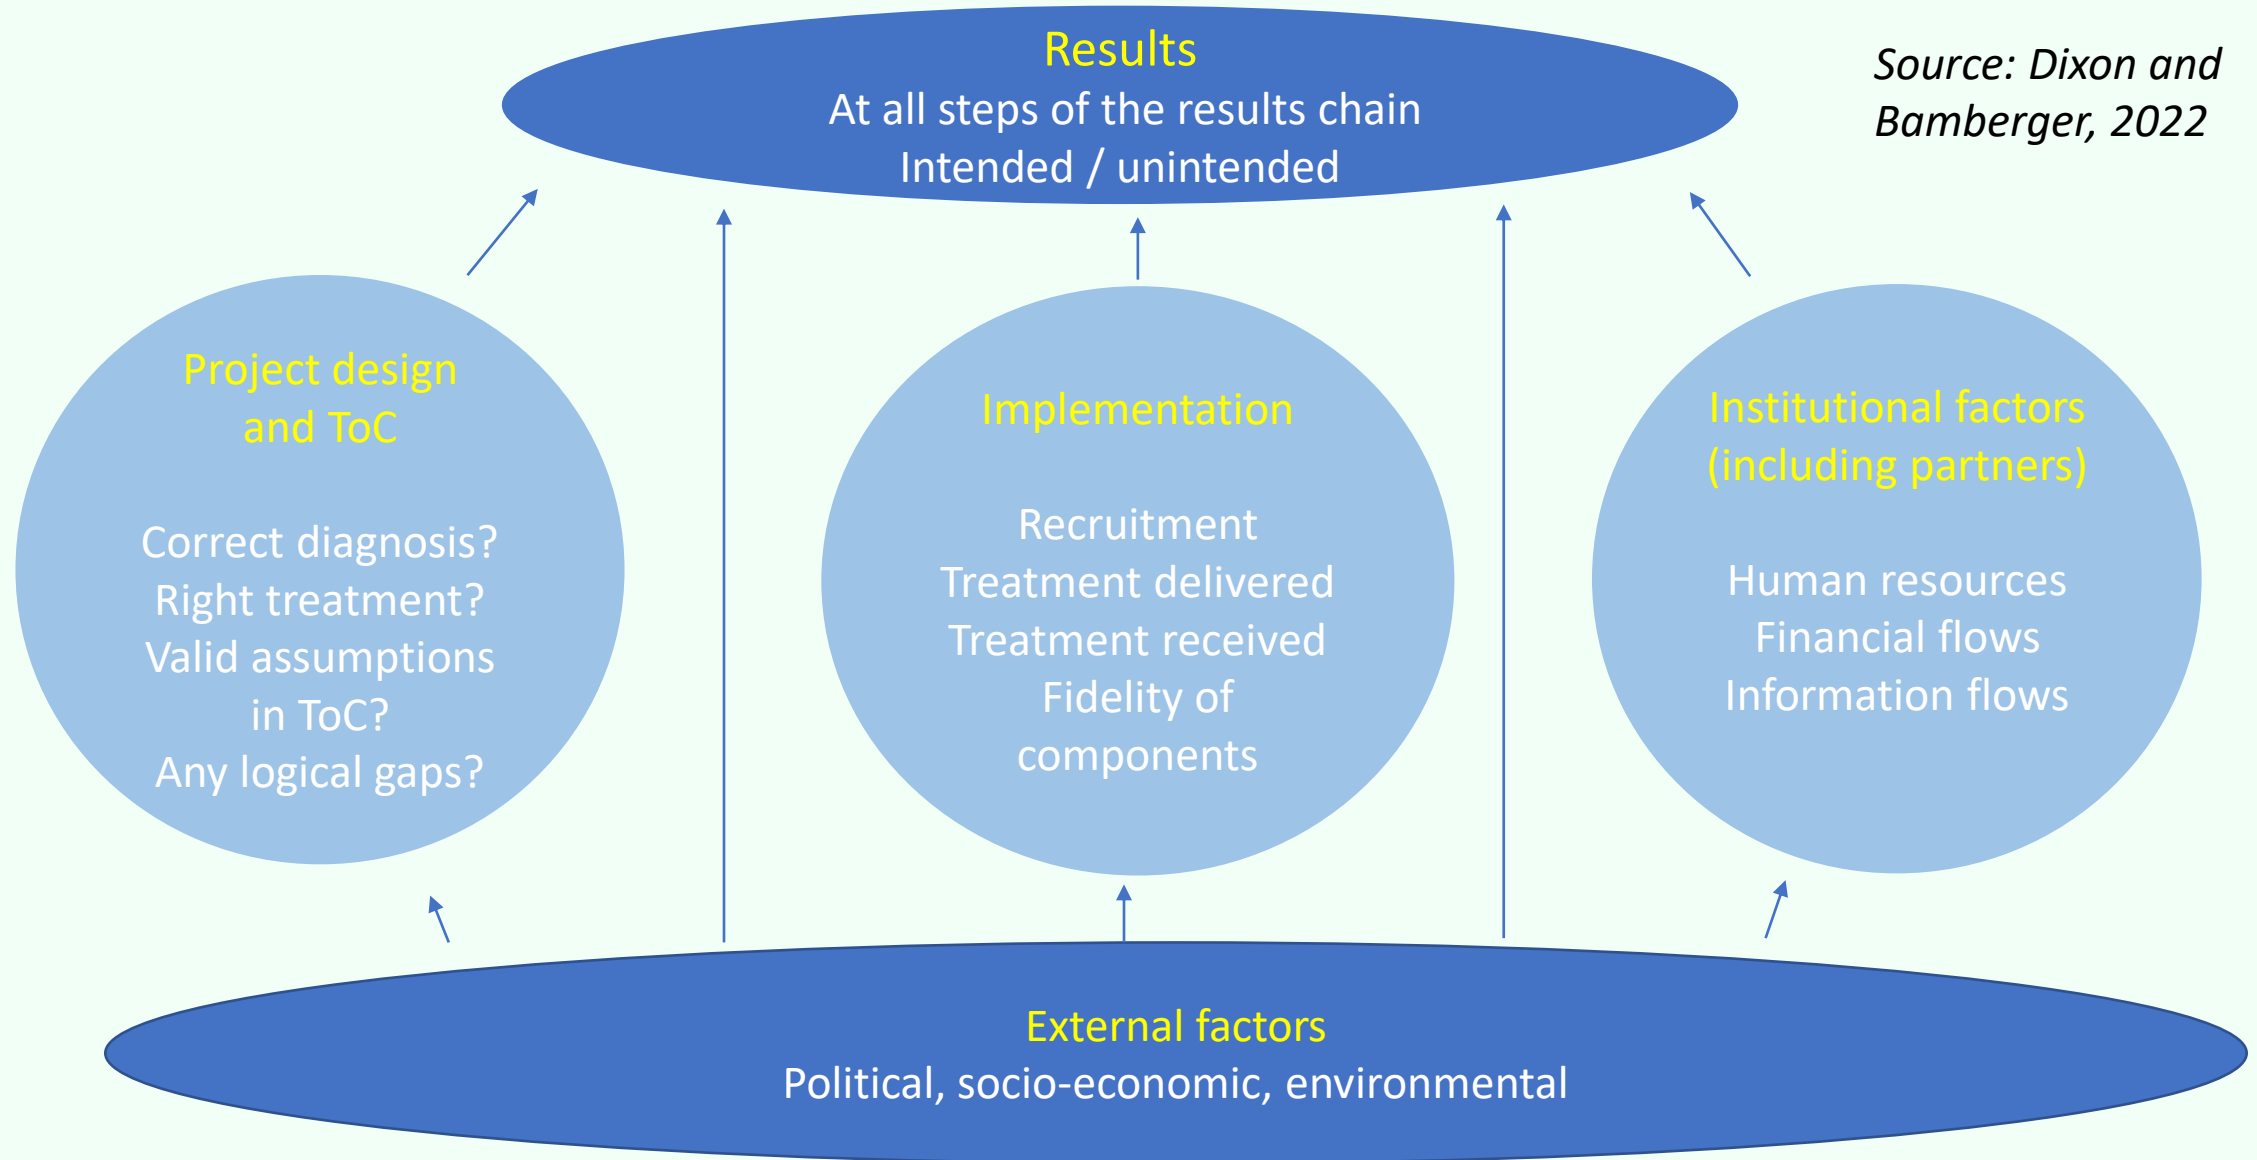 Results
At all steps of the results chain
Intended / unintended
Source: Dixon and
Bamberger, 2022
Project design
and ToC
Correct diagnosis?
Right treatment?
Valid assumptions
in ToC?
Any logical gaps?
Implementation
Recruitment
Treatment delivered
Treatment received
Fidelity of
components
Institutional factors
(including partners)
Human resources
Financial flows
Information flows
External factors
Political, socio-economic, environmental